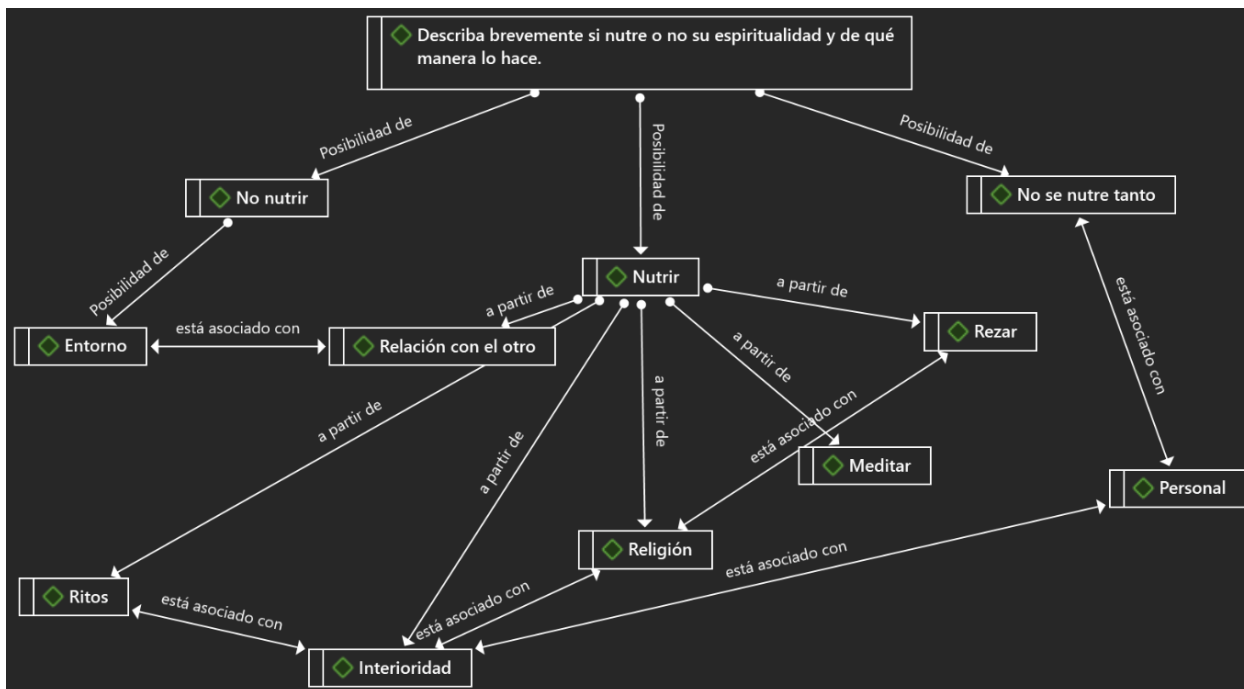 Describa brevemente si nutre o no su espiritualidad y de qué
manera lo hace.
Posibilidad de
Posibilidad de
Posibilidad de
No nutrir
No se nutre tanto
Posibilidad de
Nutrir
a partir de
a partir de
está asociado con
Entorno
está asociado con
Relación con el otro
Rezar
a partir de
a partir de
a partir de
a partir de
está asociado con
Meditar
Personal
Religión
está asociado con
Ritos
está asociado con
está asociado con
Interioridad